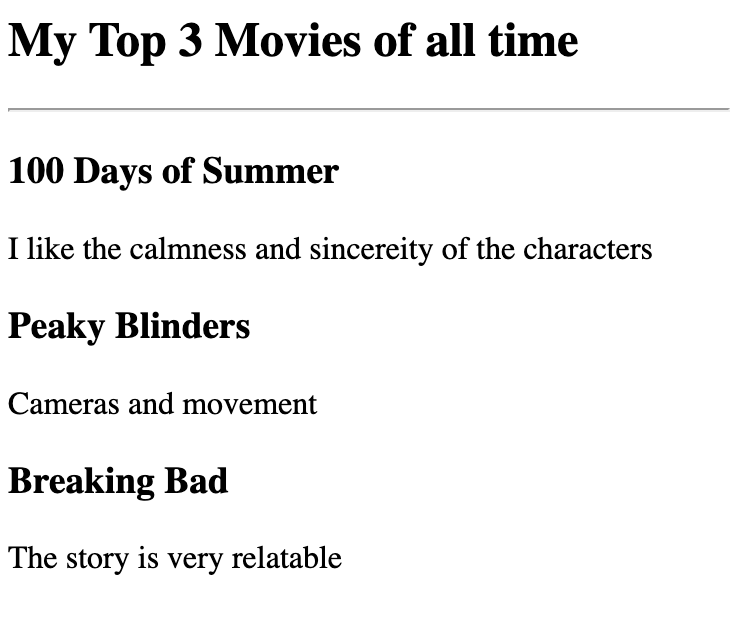 My Top 3 Movies of all time
100 Days of Summer
I like the calmness and sincereity of the characters
Peaky Blinders
Cameras and movement
Breaking Bad
The story is very relatable